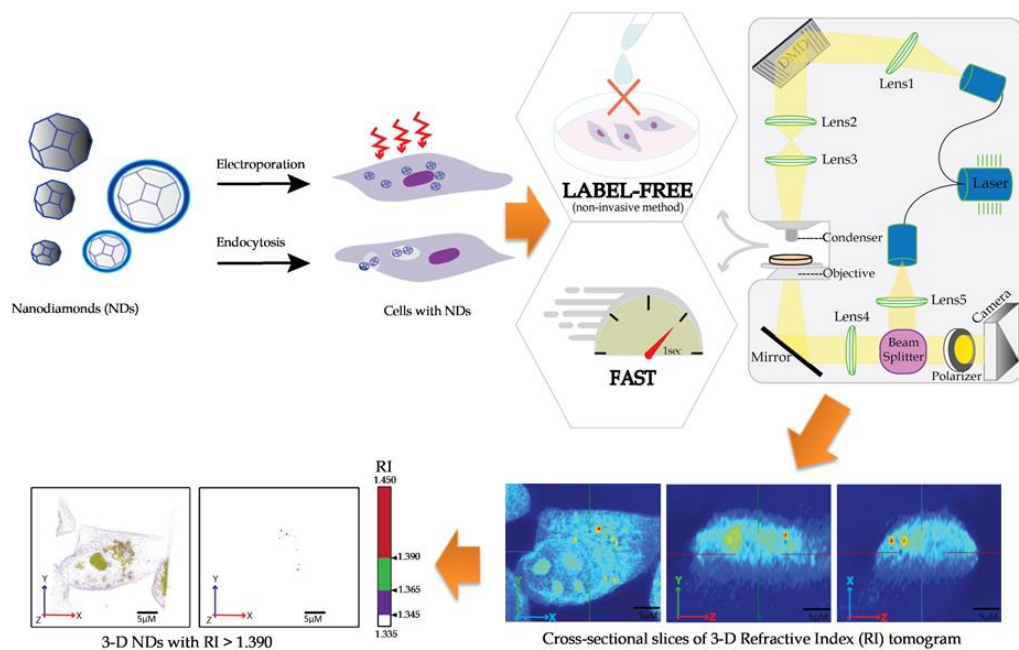 Nanodiamonds (NDs)
Electroporation
Endocytosis
Cells with NDs
LABEL-FREE
(non-invasive method)
1sec
FAST
DMD
Lens1
Lens2
Lens3
Laser
Condenser
Objective
Lens5
Lens4
Camera
Mirror
Beam
Splitter
Polarizer
RI
1.450
1.390
1.365
1.345
1.335
Y
Z
X
5μM
Y
Z
X
5μM
3-D NDs with RI > 1.390
Y
Z
X
5μM
Y
X
Z
5μM
X
Y
Z
5μM
Cross-sectional slices of 3-D Refractive Index (RI) tomogram